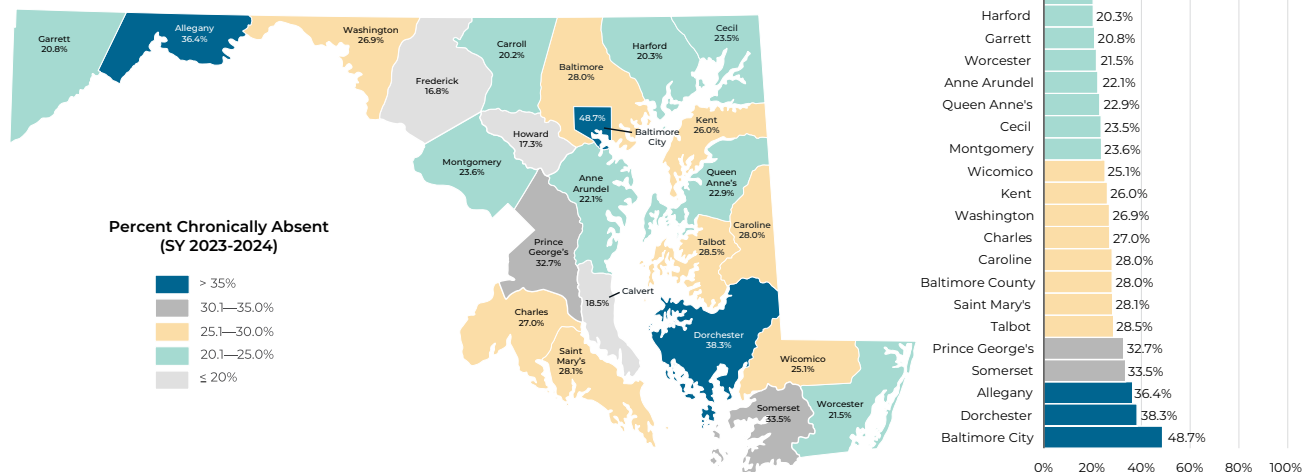 Garrett
20.8%
Allegany
36.4%
Washington
26.9%
Frederick
16.8%
Carroll
20.2%
Baltimore
28.0%
Harford
20.3%
Cecil
23.5%
48.7%
Baltimore
City
Kent
26.0%
Howard
17.3%
Montgomery
23.6%
Anne
Arundel
22.1%
Queen
Anne's
22.9%
Caroline
28.0%
Talbot
28.5%
Prince
George's
32.7%
Calvert
18.5%
Charles
27.0%
Saint
Mary's
28.1%
Dorchester
38.3%
Wicomico
25.1%
Somerset
33.5%
Worcester
21.5%
Percent Chronically Absent
(SY 2023-2024)
> 35%
30.1—35.0%
25.1—30.0%
20.1—25.0%
≤ 20%
Harford 20.3%
Garrett 20.8%
Worcester 21.5%
Anne Arundel 22.1%
Queen Anne's 22.9%
Cecil 23.5%
Montgomery 23.6%
Wicomico 25.1%
Kent 26.0%
Washington 26.9%
Charles 27.0%
Caroline 28.0%
Baltimore County 28.0%
Saint Mary's 28.1%
Talbot 28.5%
Prince George's 32.7%
Somerset 33.5%
Allegany 36.4%
Dorchester 38.3%
Baltimore City 48.7%
0% 20% 40% 60% 80% 100%